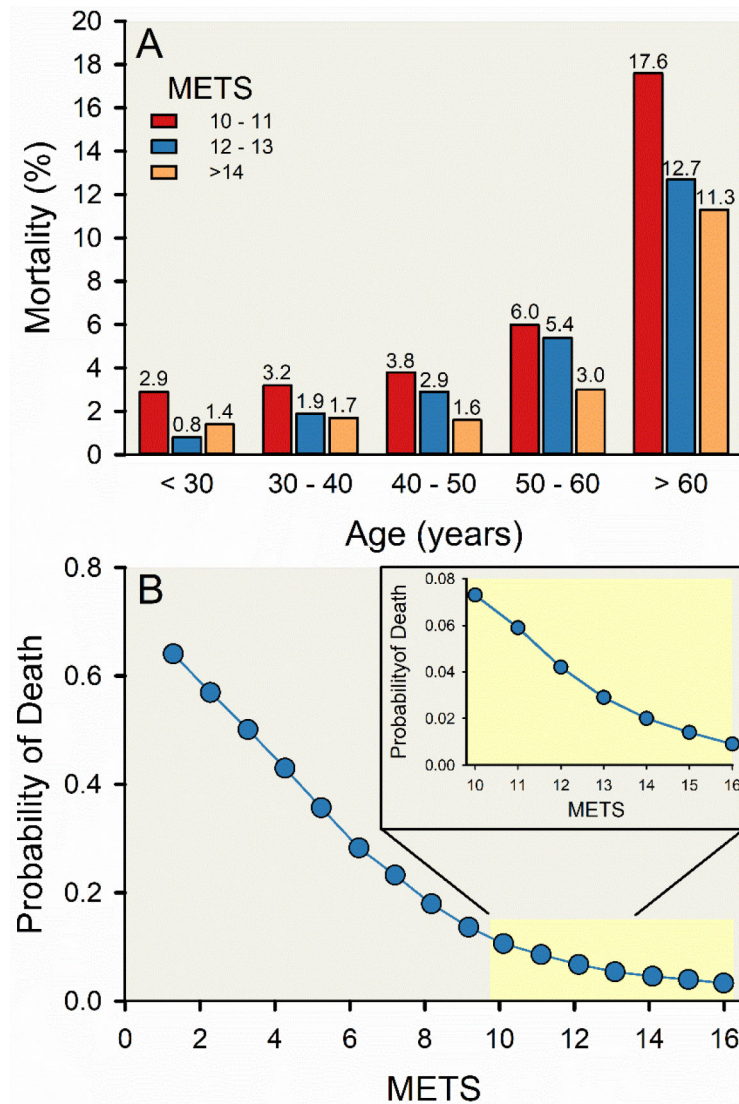 A
METS
10 - 11
12 - 13
>14
Mortality (%)
20
18
16
14
12
10
8
6
4
2
0
2.9
0.8
1.4
3.2
1.9
1.7
3.8
2.9
1.6
6.0
5.4
3.0
17.6
12.7
11.3
< 30
30 - 40
40 - 50
50 - 60
> 60
Age (years)
B
Probability of Death
0.8
0.6
0.4
0.2
0.0
0 2 4 6 8 10 12 14 16
METS
Probabilityof Death
0.08
0.06
0.04
0.02
0.00
10 11 12 13 14 15 16
METS